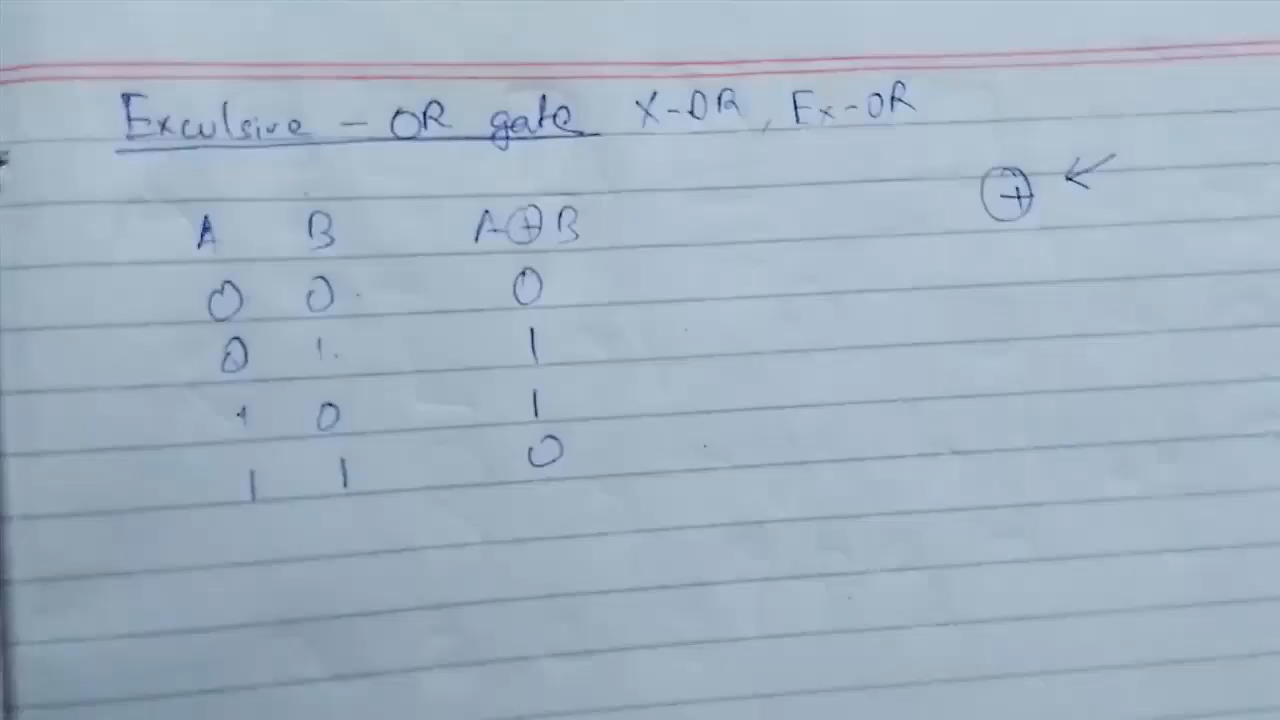 Exculsive - OR gate X-OR, Ex-OR
⊕ ←
A B A⊕B
0 0 0
0 1 1
1 0 1
1 1 0